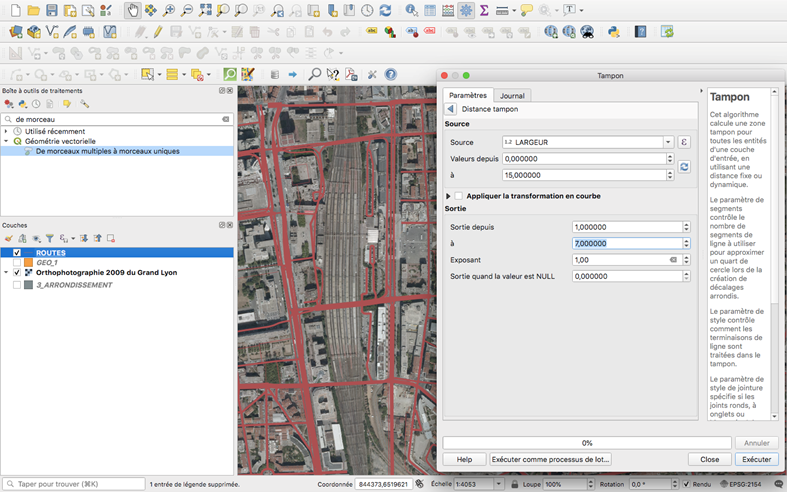 Boîte à outils de traitements
de morceau
Utilisé récemment
Géométrie vectorielle
De morceaux multiples à morceaux uniques
Couches
ROUTES
GEO_1
Orthophotographie 2009 du Grand Lyon
3_ARRONDISSEMENT
Tampon
Paramètres
Journal
Distance tampon
Source
Source
1.2 LARGEUR
Valeurs depuis
0,000000
à
15,000000
Appliquer la transformation en courbe
Sortie
Sortie depuis
1,000000
à
7,000000
Exposant
1,00
Sortie quand la valeur est NULL
0,000000
Tampon
Cet algorithme
calcule une zone
tampon pour
toutes les entités
d'une couche
d'entrée, en
utilisant une
distance fixe ou
dynamique.
Le paramètre de
segments
contrôle le
nombre de
segments de
ligne à utiliser
pour approximer
un quart de
cercle lors de la
création de
décalages
arrondis.
Le paramètre de
style contrôle
comment les
terminaisons de
ligne sont
traitées dans le
tampon.
Le paramètre de
style de jointure
spécifie si les
joints ronds, à
onglets ou
0%
Annuler
Help
Exécuter comme processus de lot...
Close
Exécuter
Taper pour trouver (⌘K)
1 entrée de légende supprimée.
Coordonnée
844373,6519621
Échelle
1:4053
Loupe
100%
Rotation
0,0 °
Rendu
EPSG:2154